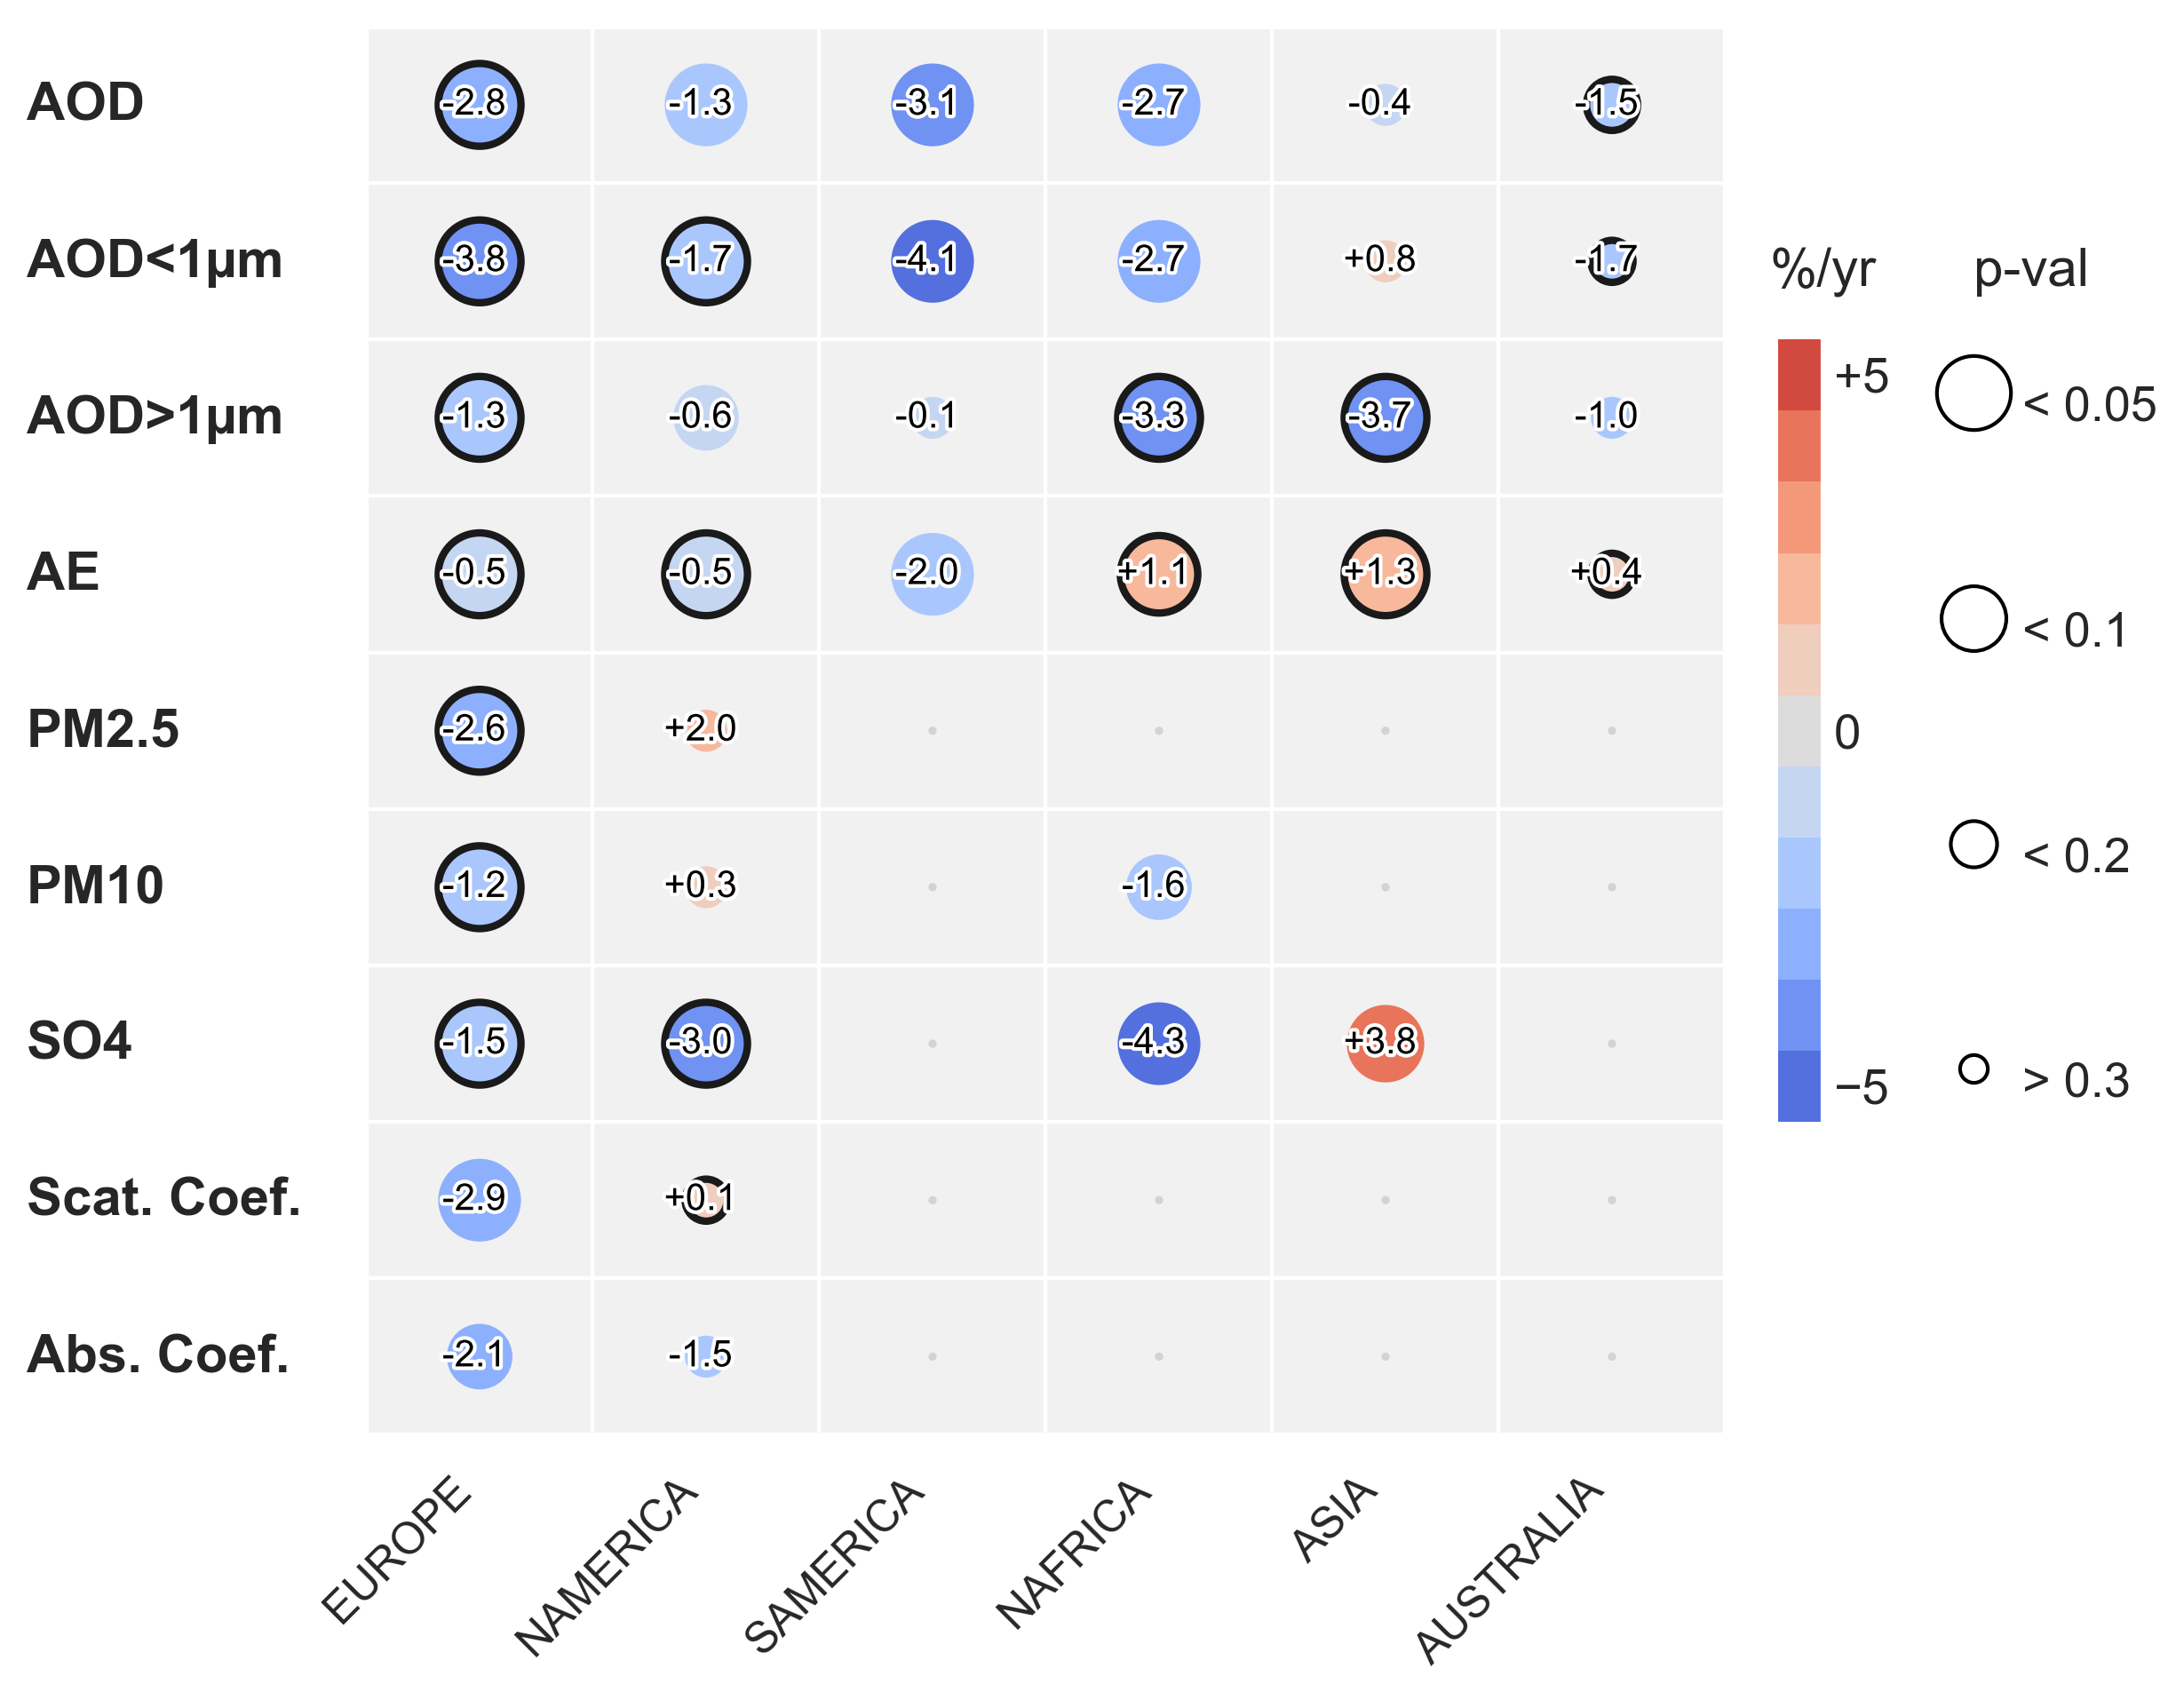 AOD -2.8 -1.3 -3.1 -2.7 -0.4 -1.5
AOD<1µm -3.8 -1.7 -4.1 -2.7 +0.8 -1.7
AOD>1µm -1.3 -0.6 -0.1 -3.3 -3.7 -1.0
AE -0.5 -0.5 -2.0 +1.1 +1.3 +0.4
PM2.5 -2.6 +2.0
PM10 -1.2 +0.3 -1.6
SO4 -1.5 -3.0 -4.3 +3.8
Scat. Coef. -2.9 +0.1
Abs. Coef. -2.1 -1.5
EUROPE NAMERICA SAMERICA NAFRICA ASIA AUSTRALIA
%/yr
+5
0
−5
p-val
< 0.05
< 0.1
< 0.2
> 0.3